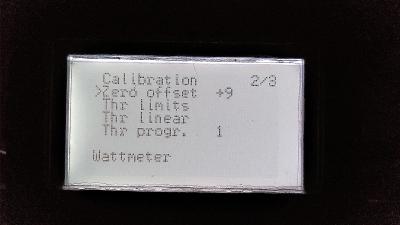 Calibration 2/3
>Zero offset +9
Thr limits
Thr linear
Thr progr. 1
Wattmeter